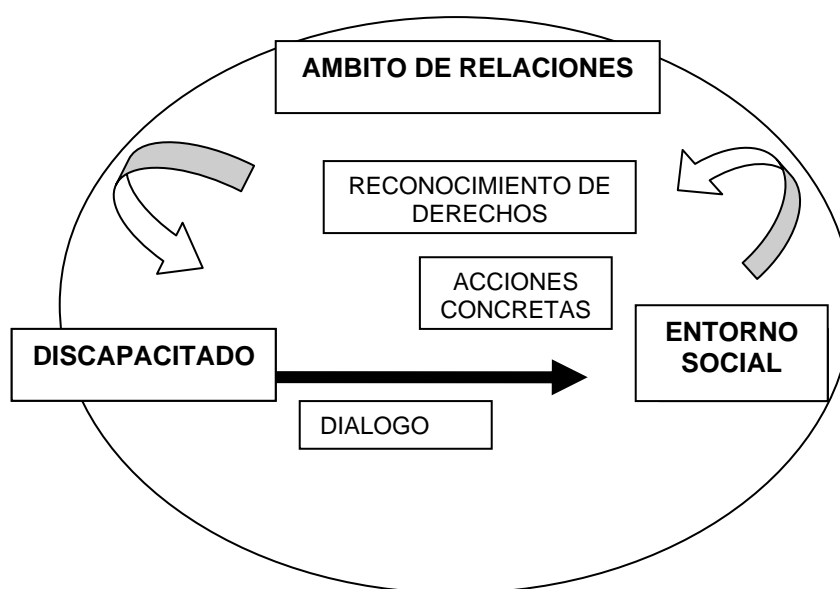 AMBITO DE RELACIONES
RECONOCIMIENTO DE
DERECHOS
ACCIONES
CONCRETAS
DISCAPACITADO
ENTORNO
SOCIAL
DIALOGO